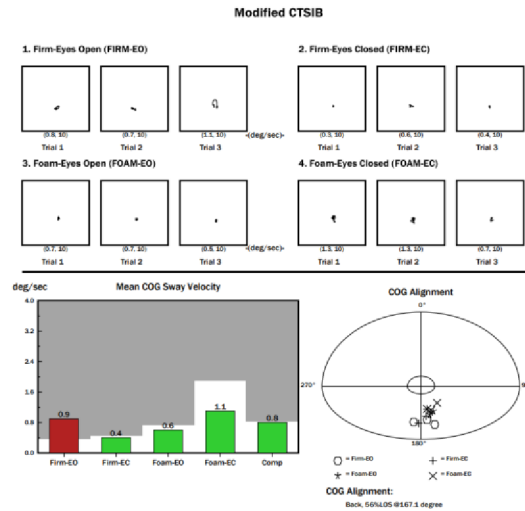 Modified CTSIB
1. Firm-Eyes Open (FIRM-EO)
2. Firm-Eyes Closed (FIRM-EC)
(0.8, 10) (0.7, 10) (1.1, 10) -(deg/sec)- (0.3, 10) (0.6, 10) (0.4, 10)
Trial 1 Trial 2 Trial 3 Trial 1 Trial 2 Trial 3
3. Foam-Eyes Open (FOAM-EO)
4. Foam-Eyes Closed (FOAM-EC)
(0.7, 10) (0.7, 10) (0.5, 10) -(deg/sec)- (1.3, 10) (1.3, 10) (0.7, 10)
Trial 1 Trial 2 Trial 3 Trial 1 Trial 2 Trial 3
deg/sec
Mean COG Sway Velocity
4.0
3.2
2.4
1.6
0.8
0.0
0.9
0.4
0.6
1.1
0.8
Firm-EO Firm-EC Foam-EO Foam-EC Comp
COG Alignment
0°
270°
180°
= Firm-EO + = Firm-EC
= Foam-EO = Foam-EC
COG Alignment:
Back, 56%LOS @167.1 degree